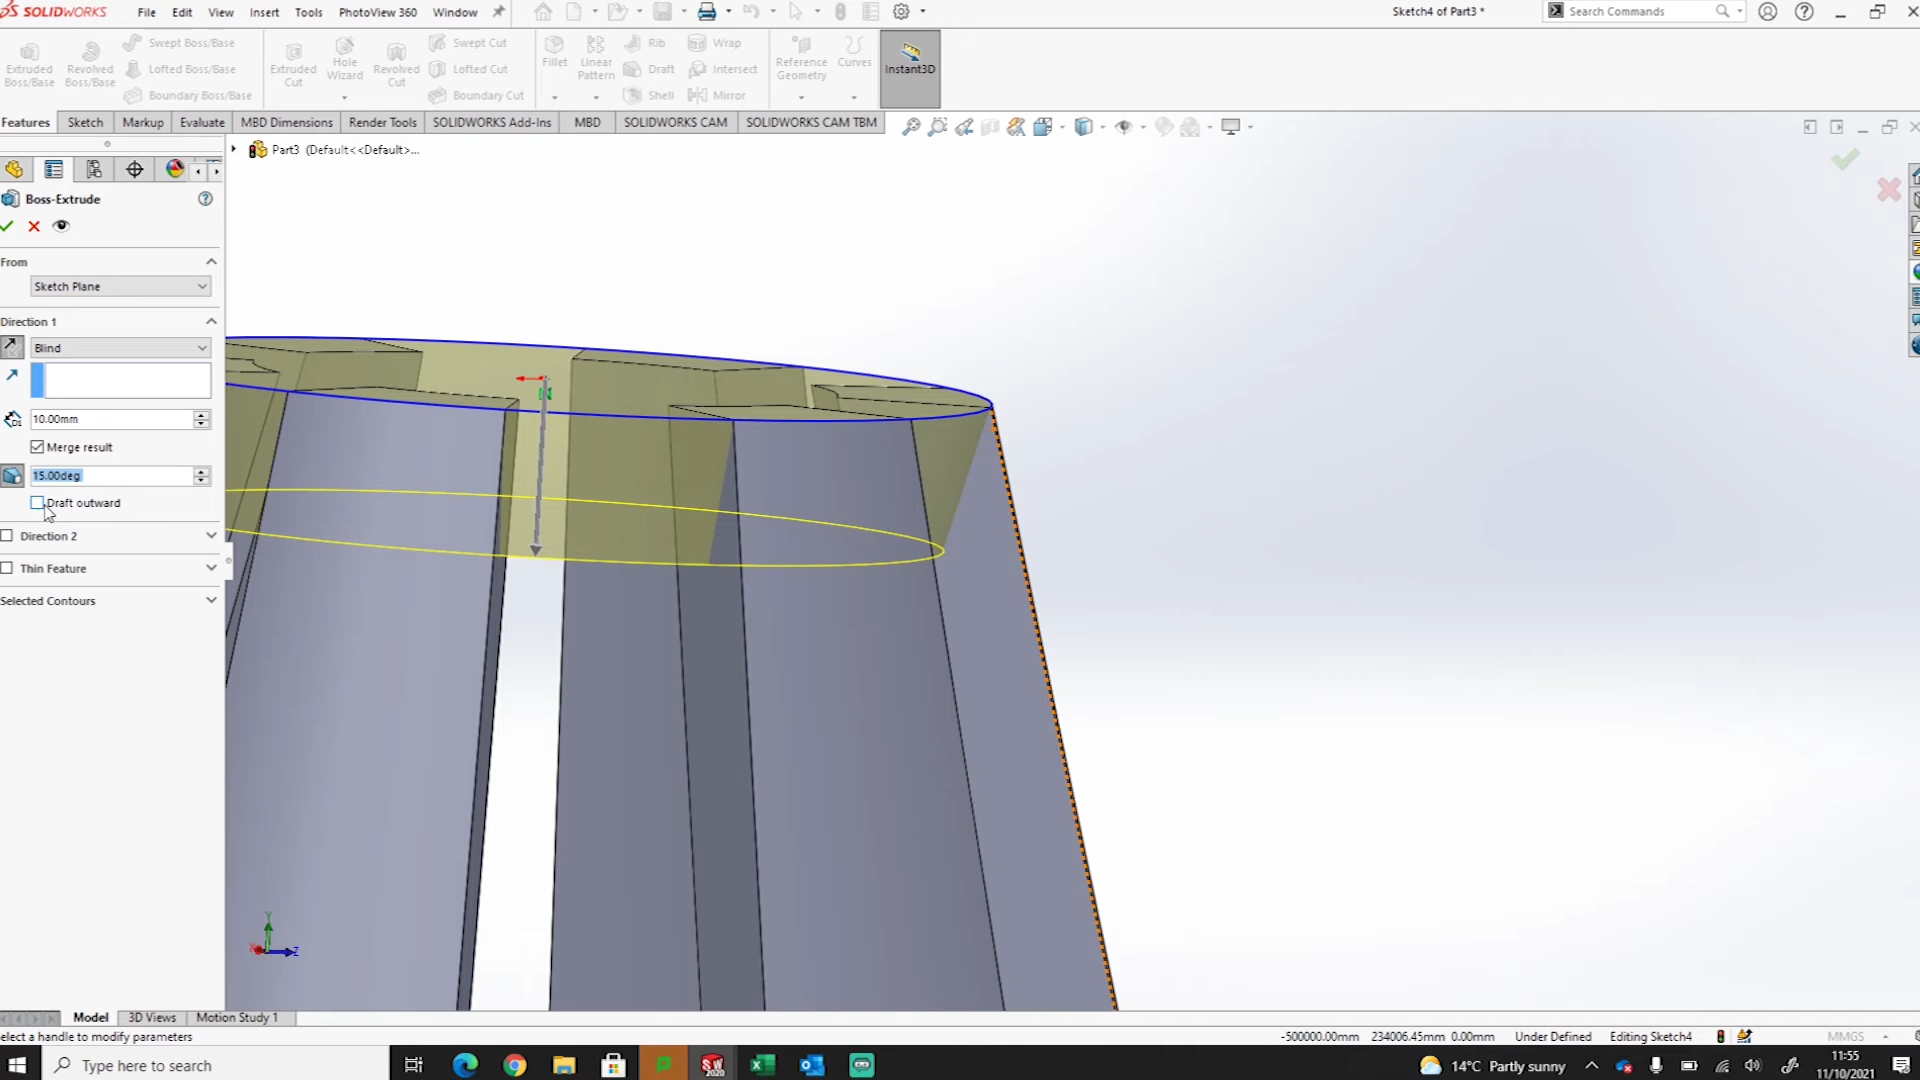 SOLIDWORKS File Edit View Insert Tools PhotoView 360 Window
Sketch4 of Part3 *
Search Commands
Extruded Boss/Base
Revolved Boss/Base
Swept Boss/Base
Lofted Boss/Base
Boundary Boss/Base
Extruded Cut
Hole Wizard
Revolved Cut
Swept Cut
Lofted Cut
Boundary Cut
Fillet
Linear Pattern
Rib
Draft
Shell
Wrap
Intersect
Mirror
Reference Geometry
Curves
Instant3D
Features Sketch Markup Evaluate MBD Dimensions Render Tools SOLIDWORKS Add-Ins MBD SOLIDWORKS CAM SOLIDWORKS CAM TBM
Part3 (Default<<Default>...
Boss-Extrude
From
Sketch Plane
Direction 1
Blind
10.00mm
Merge result
15.00deg
Draft outward
Direction 2
Thin Feature
Selected Contours
Y
X
Z
Model 3D Views Motion Study 1
elect a handle to modify parameters
-500000.00mm 234006.45mm 0.00mm Under Defined Editing Sketch4 MMGS
Type here to search
SW
2020
14°C Partly sunny
11:55
11/10/2021